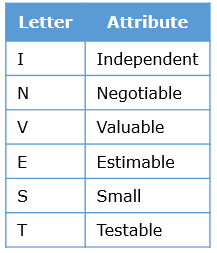 Letter Attribute
I Independent
N Negotiable
V Valuable
E Estimable
S Small
T Testable